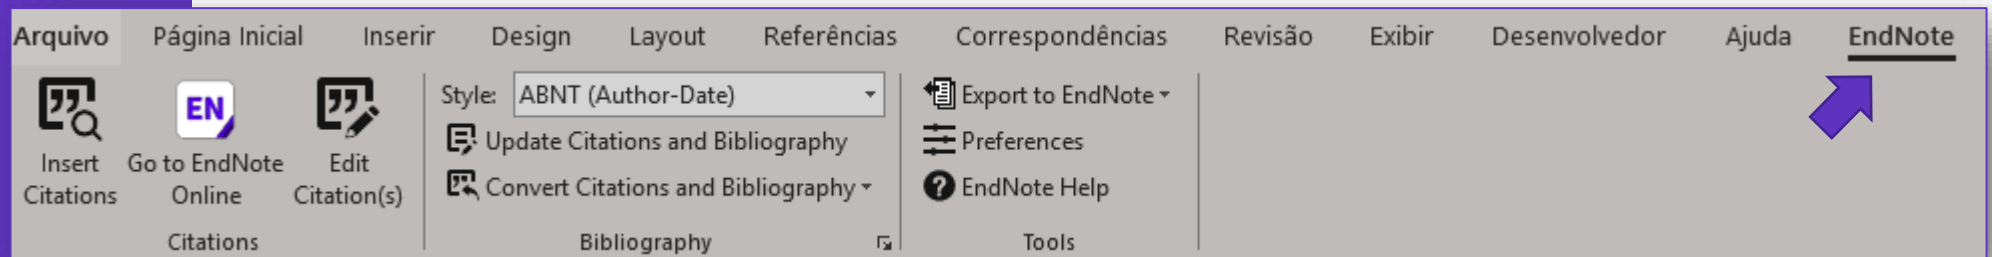 Arquivo Página Inicial Inserir Design Layout Referências Correspondências Revisão Exibir Desenvolvedor Ajuda EndNote
Insert Citations
EN
Go to EndNote Online
Edit Citation(s)
Citations
Style: ABNT (Author-Date)
Update Citations and Bibliography
Convert Citations and Bibliography
Bibliography
Export to EndNote
Preferences
EndNote Help
Tools